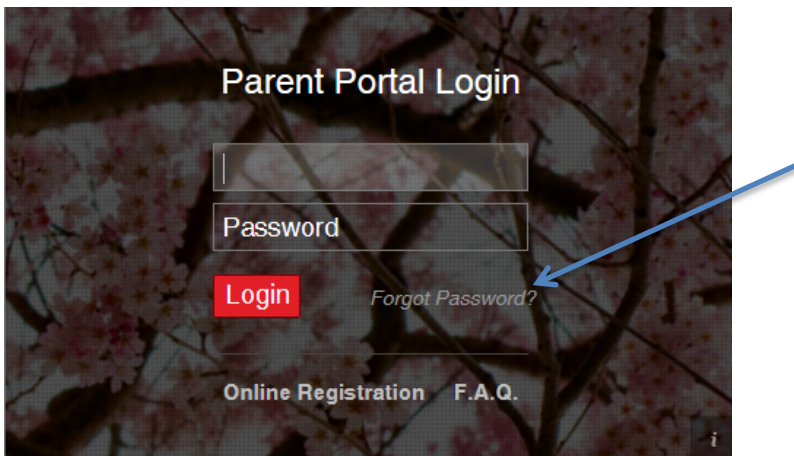 Parent Portal Login
Password
Login Forgot Password?
Online Registration F.A.Q.
i